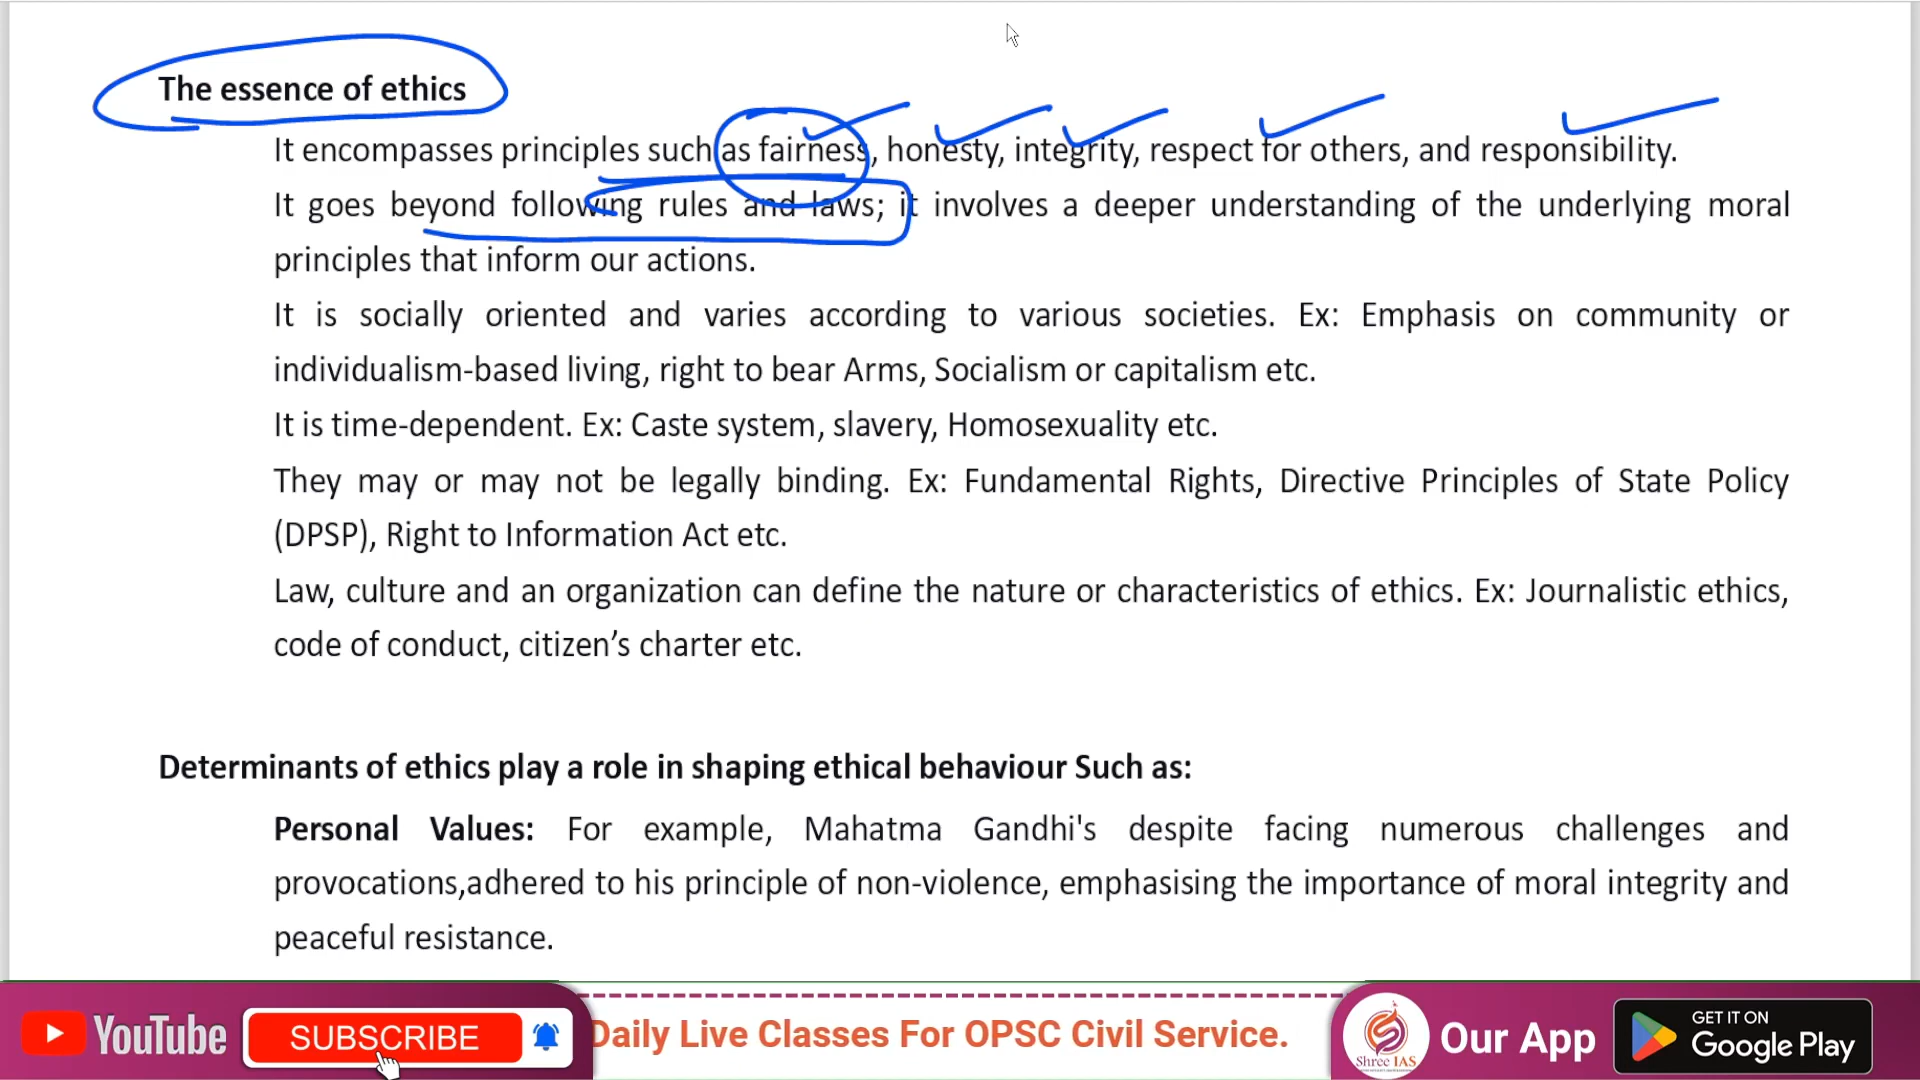 The essence of ethics
It encompasses principles such as fairness, honesty, integrity, respect for others, and responsibility.
It goes beyond following rules and laws; it involves a deeper understanding of the underlying moral
principles that inform our actions.
It is socially oriented and varies according to various societies. Ex: Emphasis on community or
individualism-based living, right to bear Arms, Socialism or capitalism etc.
It is time-dependent. Ex: Caste system, slavery, Homosexuality etc.
They may or may not be legally binding. Ex: Fundamental Rights, Directive Principles of State Policy
(DPSP), Right to Information Act etc.
Law, culture and an organization can define the nature or characteristics of ethics. Ex: Journalistic ethics,
code of conduct, citizen’s charter etc.
Determinants of ethics play a role in shaping ethical behaviour Such as:
Personal Values: For example, Mahatma Gandhi's despite facing numerous challenges and
provocations,adhered to his principle of non-violence, emphasising the importance of moral integrity and
peaceful resistance.
YouTube SUBSCRIBE Daily Live Classes For OPSC Civil Service. Shree IAS Our App GET IT ON Google Play